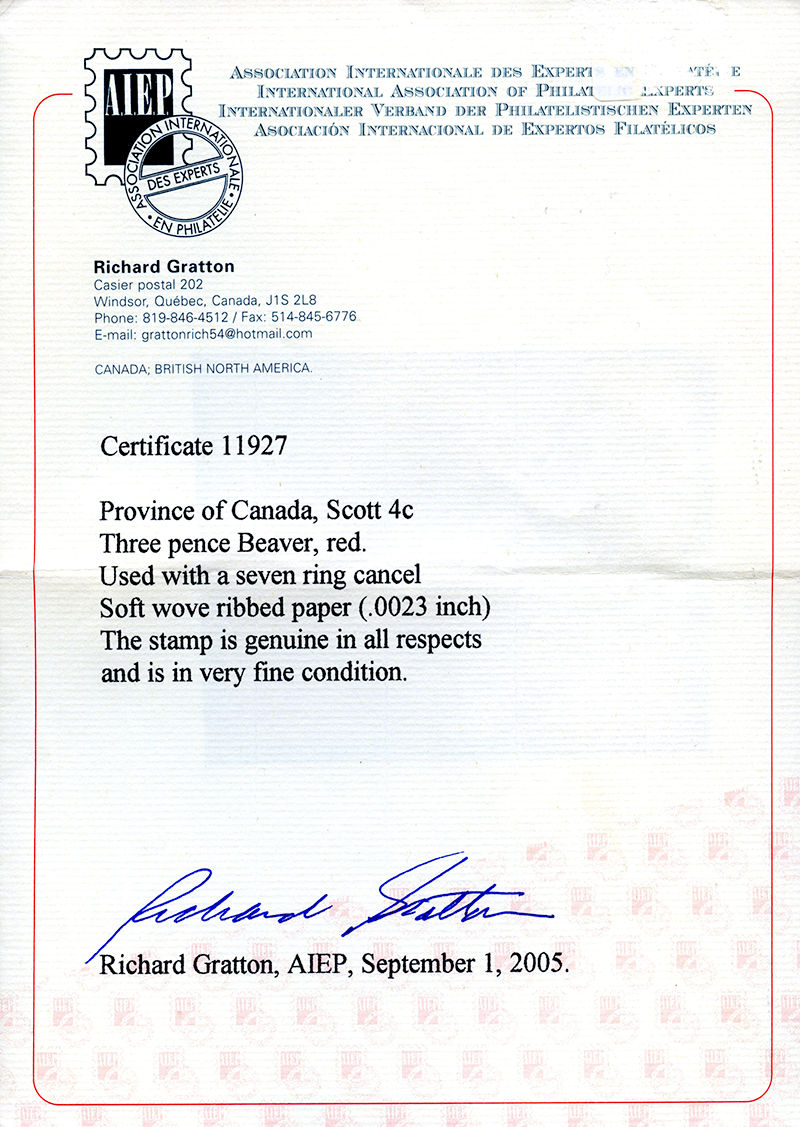 AIEP
ASSOCIATION INTERNATIONALE
DES EXPERTS
EN PHILATELIE
ASSOCIATION INTERNATIONALE DES EXPERTS EN
INTERNATIONAL ASSOCIATION OF PHILATELIC EXPERTS
INTERNATIONALER VERBAND DER PHILATELISTISCHEN EXPERTEN
ASOCIACIÓN INTERNACIONAL DE EXPERTOS FILATÉLICOS
Richard Gratton
Casier postal 202
Windsor, Québec, Canada, J1S 2L8
Phone: 819-846-4512 / Fax: 514-845-6776
E-mail: grattonrich54@hotmail.com
CANADA; BRITISH NORTH AMERICA.
Certificate 11927
Province of Canada, Scott 4c
Three pence Beaver, red.
Used with a seven ring cancel
Soft wove ribbed paper (.0023 inch)
The stamp is genuine in all respects
and is in very fine condition.
Richard Gratton
Richard Gratton, AIEP, September 1, 2005.